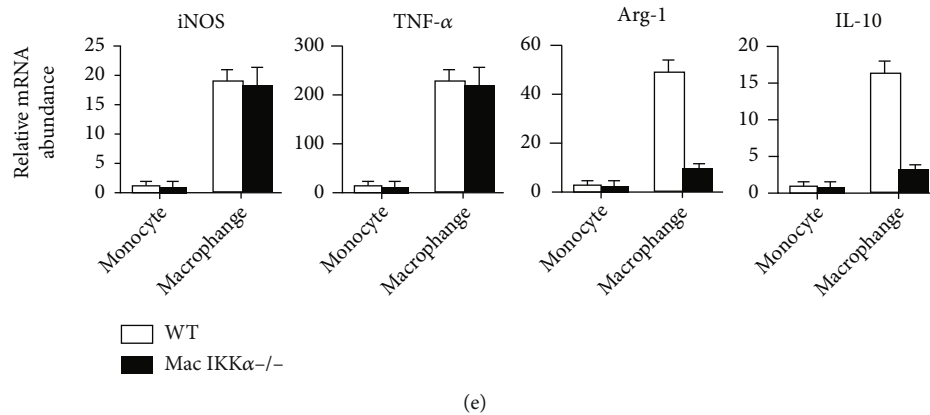 iNOS
TNF-α
Arg-1
IL-10
Relative mRNA
abundance
25
20
15
10
5
0
Monocyte
Macrophange
300
200
100
0
Monocyte
Macrophange
60
40
20
0
Monocyte
Macrophange
20
15
10
5
0
Monocyte
Macrophange
WT
Mac IKKα–/–
(e)